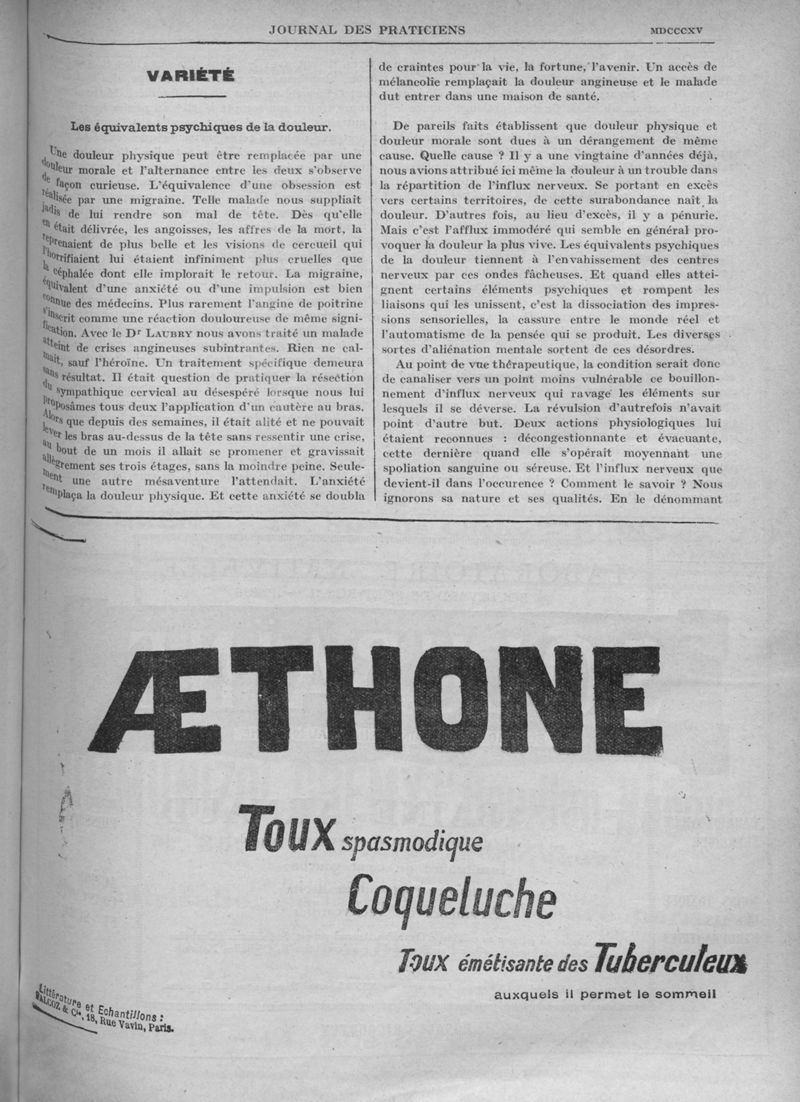 JOURNAL DES PRATICIENS
MDCCCXV
VARIÉTÉ
Les équivalents psychiques de la douleur.
Une douleur physique peut être remplacée par une
douleur morale et l'alternance entre les deux s'observe
de façon curieuse. L'équivalence d'une obsession est
réalisée par une migraine. Telle malade nous suppliait
jadis de lui rendre son mal de tête. Dès qu'elle
en était délivrée, les angoisses, les affres de la mort, la
reprenaient de plus belle et les visions de cercueil qui
l'horrifiaient lui étaient infiniment plus cruelles que
la céphalée dont elle implorait le retour. La migraine,
équivalent d'une anxiété ou d'une impulsion est bien
connue des médecins. Plus rarement l'angine de poitrine
s'inscrit comme une réaction douloureuse de même signi-
fication. Avec le Dr LAUBRY nous avons traité un malade
atteint de crises angineuses subintrantes. Rien ne cal-
mait, sauf l'héroïne. Un traitement spécifique demeura
sans résultat. Il était question de pratiquer la résection
du sympathique cervical au désespéré lorsque nous lui
proposâmes tous deux l'application d'un cautère au bras.
Alors que depuis des semaines, il était alité et ne pouvait
lever les bras au-dessus de la tête sans ressentir une crise,
au bout de un mois il allait se promener et gravissait
allègrement ses trois étages, sans la moindre peine. Seule-
ment une autre mésaventure l'attendait. L'anxiété
remplaça la douleur physique. Et cette anxiété se doubla
de craintes pour la vie, la fortune, l'avenir. Un accès de
mélancolie remplaçait la douleur angineuse et le malade
dut entrer dans une maison de santé.
De pareils faits établissent que douleur physique et
douleur morale sont dues à un dérangement de même
cause. Quelle cause ? Il y a une vingtaine d'années déjà,
nous avions attribué ici même la douleur à un trouble dans
la répartition de l'influx nerveux. Se portant en excès
vers certains territoires, de cette surabondance naît la
douleur. D'autres fois, au lieu d'excès, il y a pénurie.
Mais c'est l'afflux immodéré qui semble en général pro-
voquer la douleur la plus vive. Les équivalents psychiques
de la douleur tiennent à l'envahissement des centres
nerveux par ces ondes fâcheuses. Et quand elles attei-
gnent certains éléments psychiques et rompent les
liaisons qui les unissent, c'est la dissociation des impres-
sions sensorielles, la cassure entre le monde réel et
l'automatisme de la pensée qui se produit. Les diverses
sortes d'aliénation mentale sortent de ces désordres.
Au point de vue thérapeutique, la condition serait donc
de canaliser vers un point moins vulnérable ce bouillon-
nement d'influx nerveux qui ravage les éléments sur
lesquels il se déverse. La révulsion d'autrefois n'avait
point d'autre but. Deux actions physiologiques lui
étaient reconnues : décongestionnante et évacuante,
cette dernière quand elle s'opérait moyennant une
spoliation sanguine ou séreuse. Et l'influx nerveux que
devient-il dans l'occurence ? Comment le savoir ? Nous
ignorons sa nature et ses qualités. En le dénommant
ÆTHONE
Toux spasmodique
Coqueluche
Toux émétisante des Tuberculeux
auxquels il permet le sommeil
Littérature et Echantillons :
FALCOZ & Cie, 18, Rue Vavin, Paris.